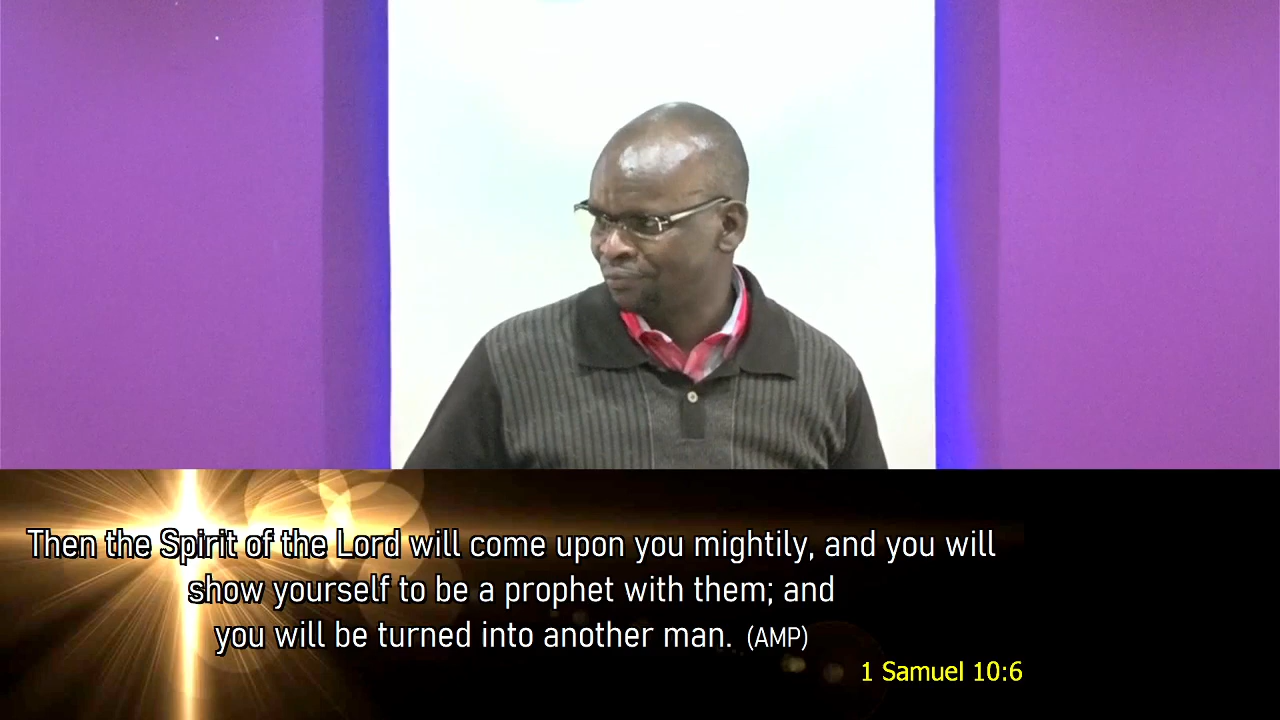 Then the Spirit of the Lord will come upon you mightily, and you will
show yourself to be a prophet with them; and
you will be turned into another man. (AMP)
1 Samuel 10:6